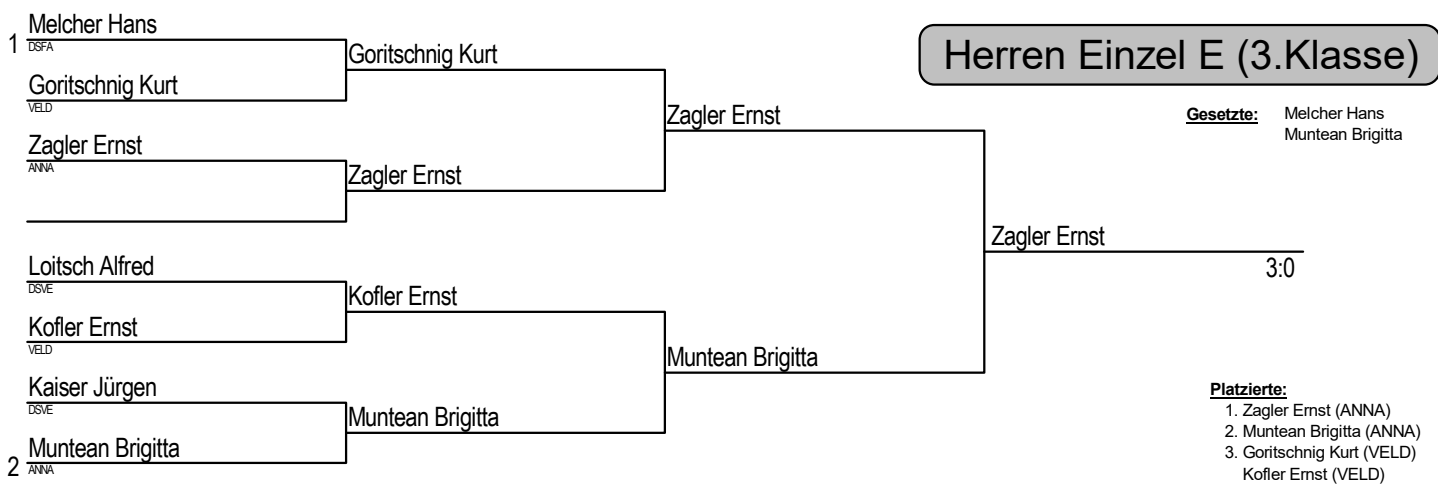 Herren Einzel E (3.Klasse)
Gesetzte: Melcher Hans
Muntean Brigitta
1 Melcher Hans
DSFA
Goritschnig Kurt
VELD
Zagler Ernst
ANNA
Loitsch Alfred
DSVE
Kofler Ernst
VELD
Kaiser Jürgen
DSVE
2 Muntean Brigitta
ANNA
Goritschnig Kurt
Zagler Ernst
Kofler Ernst
Muntean Brigitta
Zagler Ernst
Muntean Brigitta
Zagler Ernst
3:0
Platzierte:
1. Zagler Ernst (ANNA)
2. Muntean Brigitta (ANNA)
3. Goritschnig Kurt (VELD)
Kofler Ernst (VELD)